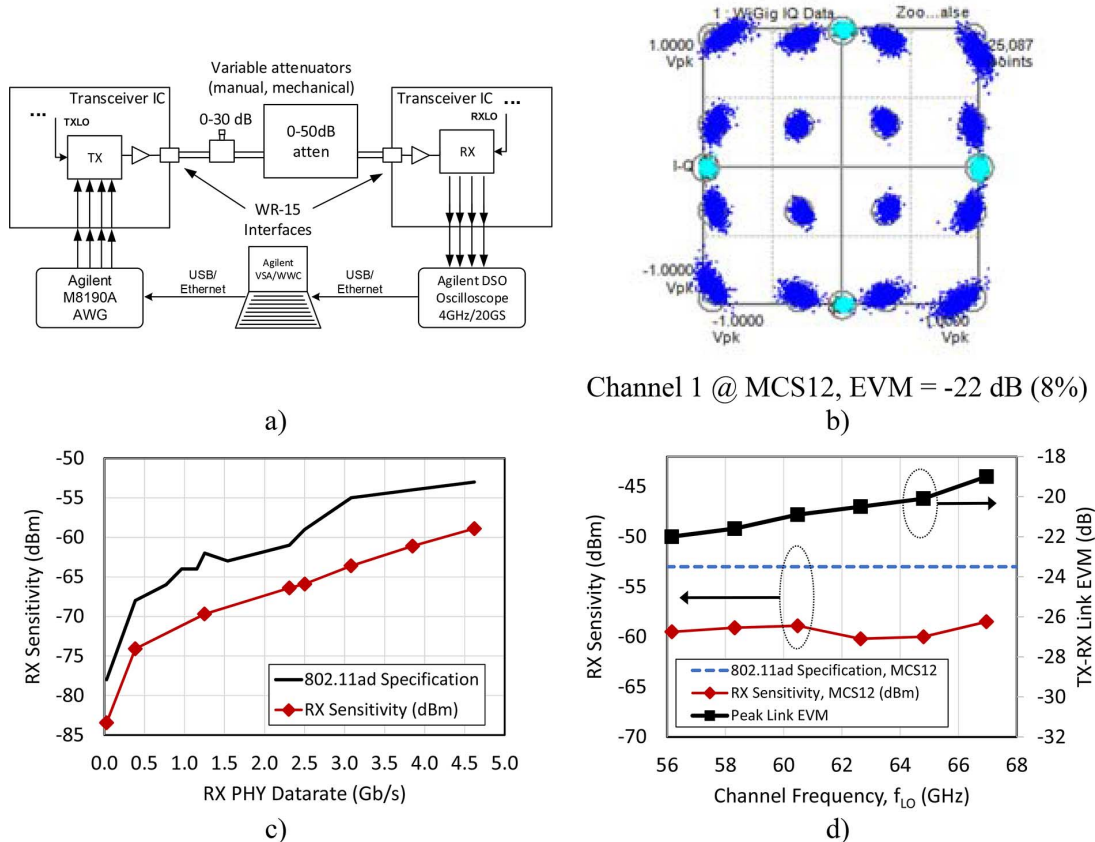 Variable attenuators
(manual, mechanical)
Transceiver IC
...
TXLO
TX
0-30 dB
0-50dB
atten
Transceiver IC
...
RXLO
RX
WR-15
Interfaces
Agilent
M8190A
AWG
USB/
Ethernet
Agilent
VSA/WWC
USB/
Ethernet
Agilent DSO
Oscilloscope
4GHz/20GS
a)
1 : WiGig IQ Data
Zoo...alse
1.0000
Vpk
25,087
points
I-Q
-1.0000
Vpk
-1.0000
Vpk
1.0000
Vpk
Channel 1 @ MCS12, EVM = -22 dB (8%)
b)
RX Sensitivity (dBm)
-50
-55
-60
-65
-70
-75
-80
-85
802.11ad Specification
RX Sensitivity (dBm)
0.0 0.5 1.0 1.5 2.0 2.5 3.0 3.5 4.0 4.5 5.0
RX PHY Datarate (Gb/s)
c)
RX Sensivity (dBm)
-45
-50
-55
-60
-65
-70
802.11ad Specification, MCS12
RX Sensitivity, MCS12 (dBm)
Peak Link EVM
-18
-20
-22
-24
-26
-28
-30
-32
TX-RX Link EVM (dB)
56 58 60 62 64 66 68
Channel Frequency, fLO (GHz)
d)